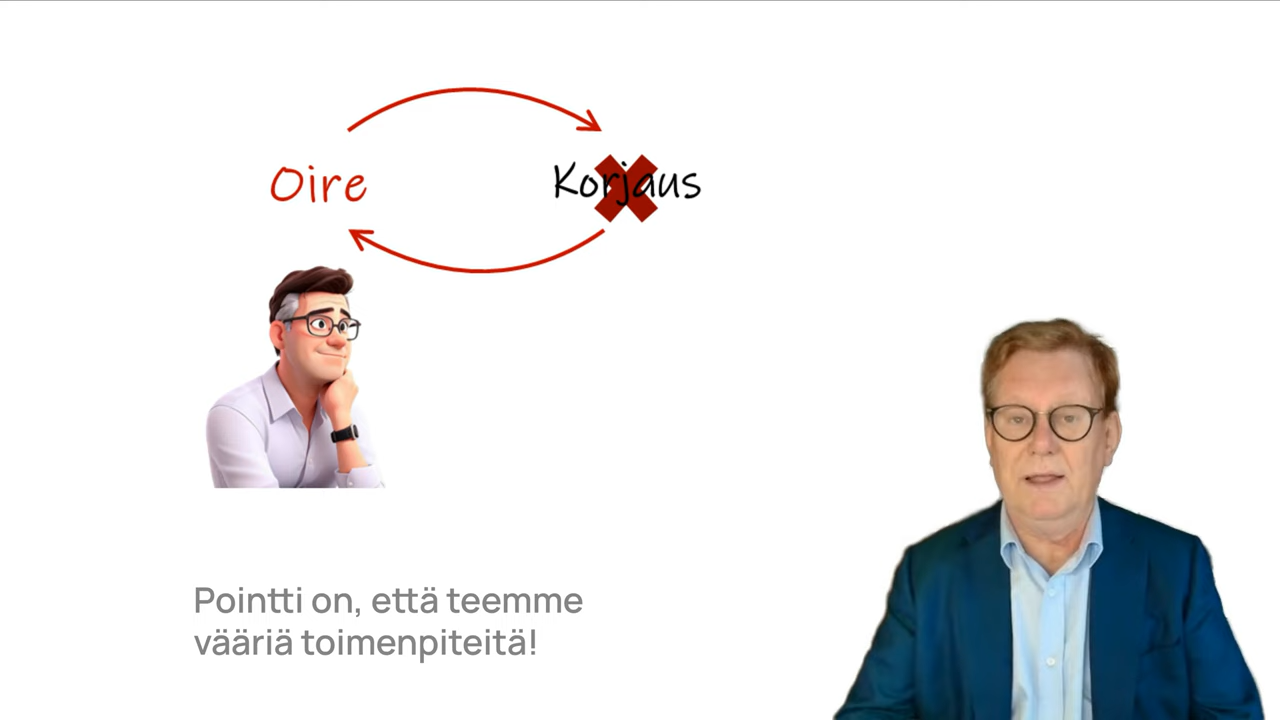 Oire
Korjaus
Pointti on, että teemme
vääriä toimenpiteitä!